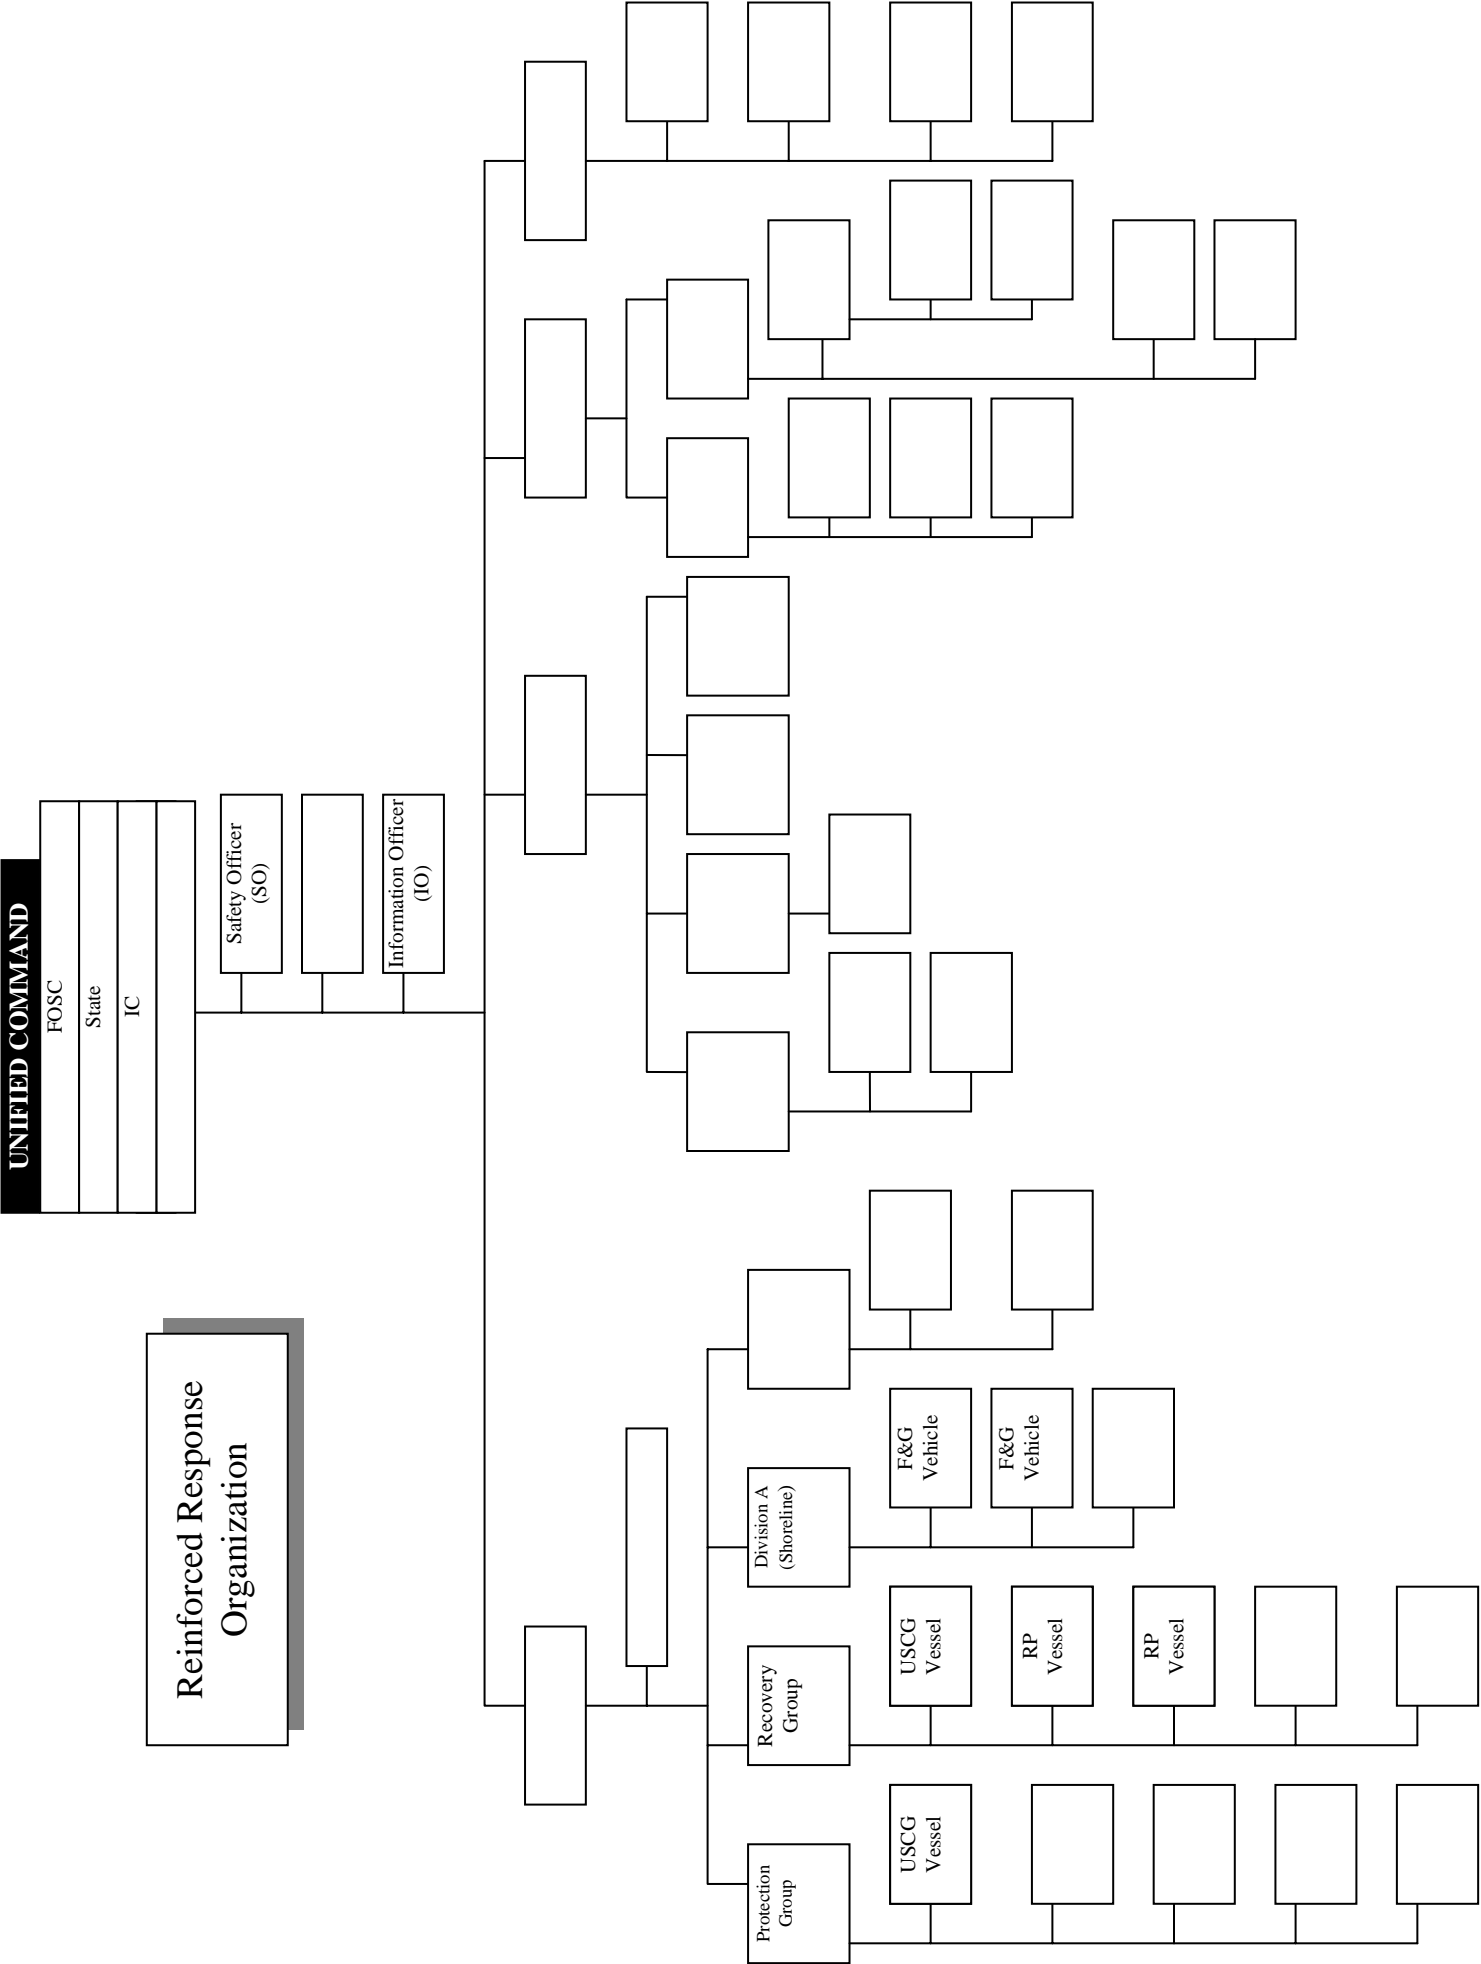 UNIFIED COMMAND
FOSC
State
IC
Reinforced Response
Organization
Safety Officer
(SO)
Information Officer
(IO)
Protection
Group
Recovery
Group
Division A
(Shoreline)
USCG
Vessel
USCG
Vessel
F&G
Vehicle
RP
Vessel
F&G
Vehicle
RP
Vessel